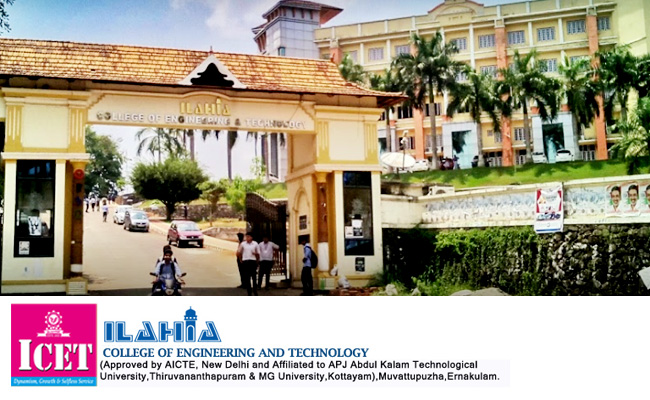 ILAHIA
COLLEGE OF ENGINEERING & TECHNOLOGY
ICET
Dynamism, Growth & Selfless Service
ILAHIA
COLLEGE OF ENGINEERING AND TECHNOLOGY
(Approved by AICTE, New Delhi and Affiliated to APJ Abdul Kalam Technological
University,Thiruvananthapuram & MG University,Kottayam),Muvattupuzha,Ernakulam.